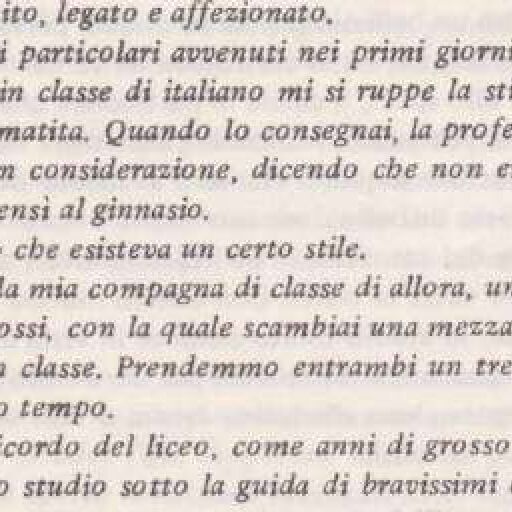 ito, legato e affezionato.
i particolari avvenuti nei primi giorni
in classe di italiano mi si ruppe la sti
matita. Quando lo consegnai, la profe
n considerazione, dicendo che non e
ensì al ginnasio.
che esisteva un certo stile.
la mia compagna di classe di allora, un
ossi, con la quale scambiai una mezza
classe. Prendemmo entrambi un tre
o tempo.
icordo del liceo, come anni di grosso
o studio sotto la guida di bravissimi